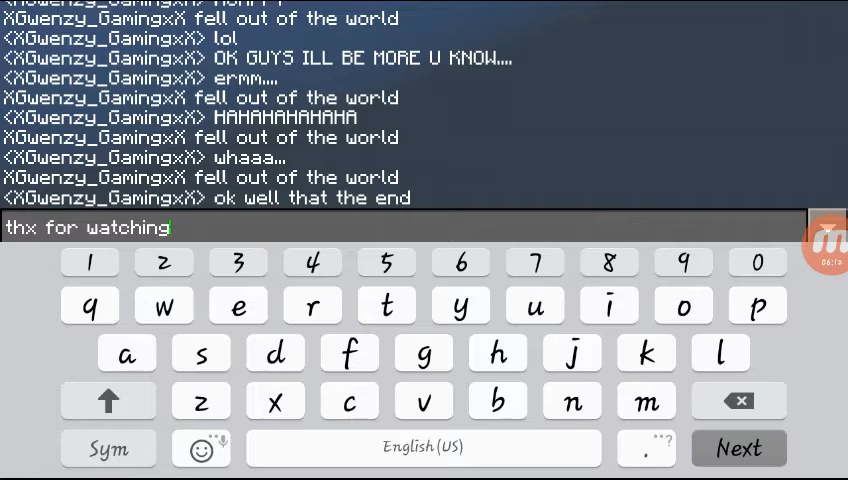 XGwenzy_GamingxX fell out of the world
<XGwenzy_GamingxX> lol
<XGwenzy_GamingxX> OK GUYS ILL BE MORE U KNOW....
<XGwenzy_GamingxX> ermm....
XGwenzy_GamingxX fell out of the world
<XGwenzy_GamingxX> HAHAHAHAHAHA
XGwenzy_GamingxX fell out of the world
<XGwenzy_GamingxX> whaaa...
XGwenzy_GamingxX fell out of the world
<XGwenzy_GamingxX> ok well that the end
thx for watching
06:12
1 2 3 4 5 6 7 8 9 0
q w e r t y u i o p
a s d f g h j k l
z x c v b n m
Sym English(US) . ? Next